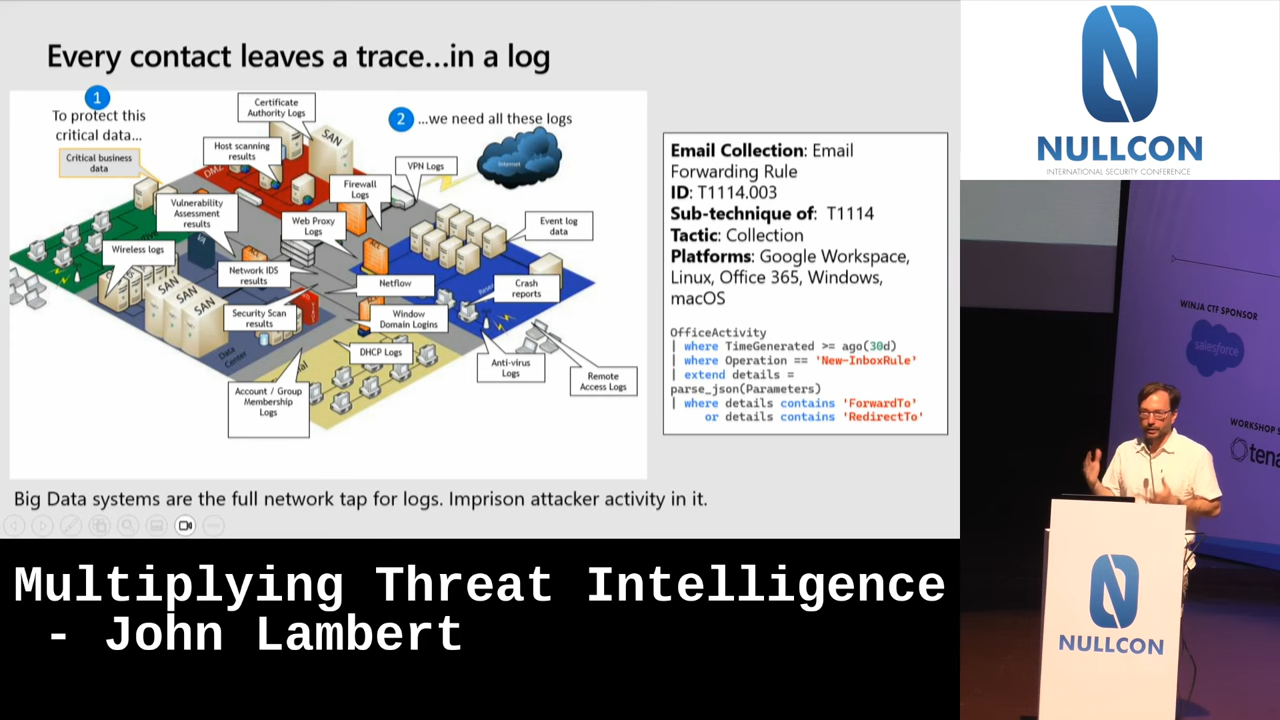 Every contact leaves a trace...in a log
1
To protect this
critical data...
2
...we need all these logs
Critical business
data
Certificate
Authority Logs
Host scanning
results
SAN
DMZ
VPN Logs
Internet
Firewall
Logs
Vulnerability
Assessment
results
Web Proxy
Logs
Event log
data
Wireless logs
Network IDS
results
Netflow
Crash
reports
SAN
SAN
SAN
Security Scan
results
Window
Domain Logins
Data
Center
DHCP Logs
Anti-virus
Logs
Remote
Access Logs
Account / Group
Membership
Logs
Email Collection: Email
Forwarding Rule
ID: T1114.003
Sub-technique of: T1114
Tactic: Collection
Platforms: Google Workspace,
Linux, Office 365, Windows,
macOS
OfficeActivity
| where TimeGenerated >= ago(30d)
| where Operation == 'New-InboxRule'
| extend details =
parse_json(Parameters)
| where details contains 'ForwardTo'
or details contains 'RedirectTo'
Big Data systems are the full network tap for logs. Imprison attacker activity in it.
Multiplying Threat Intelligence
- John Lambert
NULLCON
INTERNATIONAL SECURITY CONFERENCE
WINJA CTF SPONSOR
salesforce
WORKSHOP
NULLCON